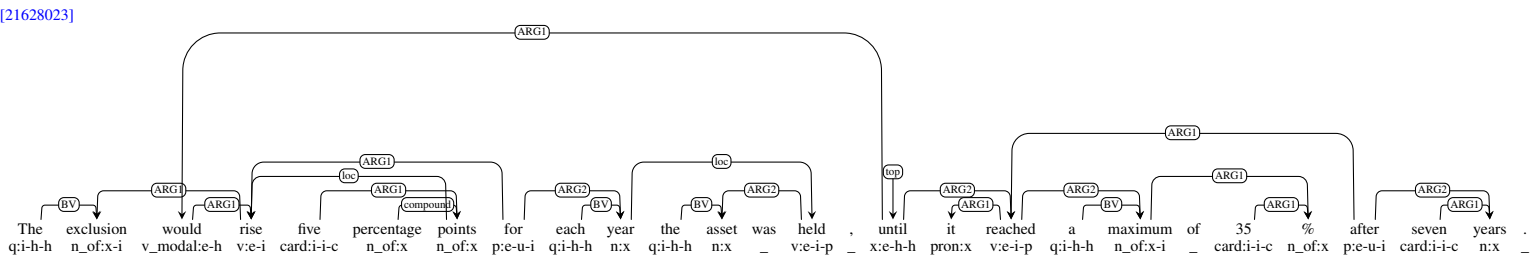 [21628023]
ARG1
ARG1 loc ARG1
top
ARG1 loc ARG1 ARG2 ARG2 ARG2 ARG2 ARG1 ARG2
BV ARG1 compound BV BV ARG1 BV ARG1 ARG1
The exclusion would rise five percentage points for each year the asset was held , until it reached a maximum of 35 % after seven years .
q:i-h-h n_of:x-i v_modal:e-h v:e-i card:i-i-c n_of:x n_of:x p:e-u-i q:i-h-h n:x q:i-h-h n:x _ v:e-i-p _ x:e-h-h pron:x v:e-i-p q:i-h-h n_of:x-i _ card:i-i-c n_of:x p:e-u-i card:i-i-c n:x _